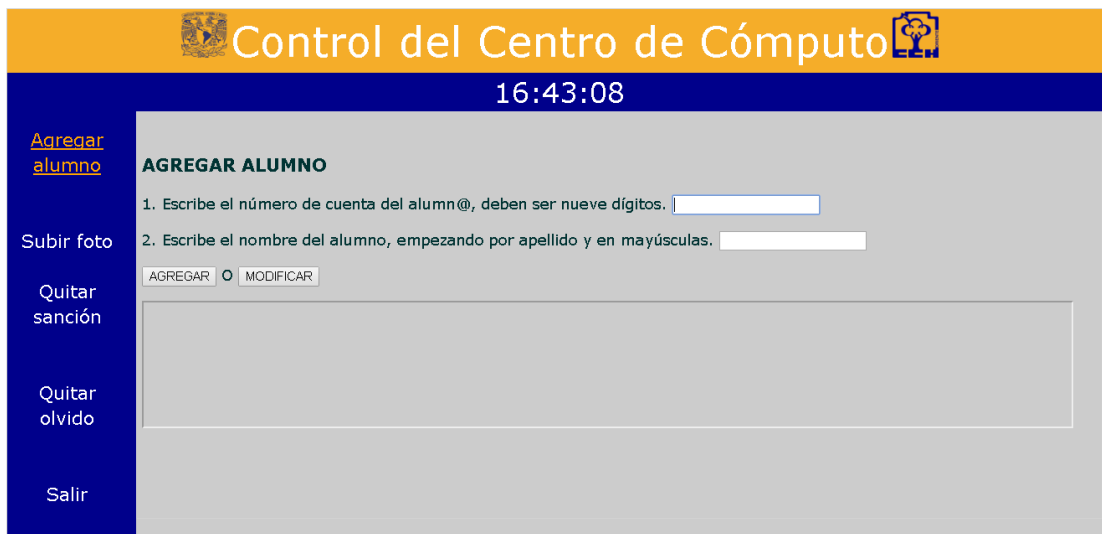 Control del Centro de Cómputo
CCH
16:43:08
Agregar
alumno
Subir foto
Quitar
sanción
Quitar
olvido
Salir
AGREGAR ALUMNO
1. Escribe el número de cuenta del alumn@, deben ser nueve dígitos.
2. Escribe el nombre del alumno, empezando por apellido y en mayúsculas.
AGREGAR O MODIFICAR